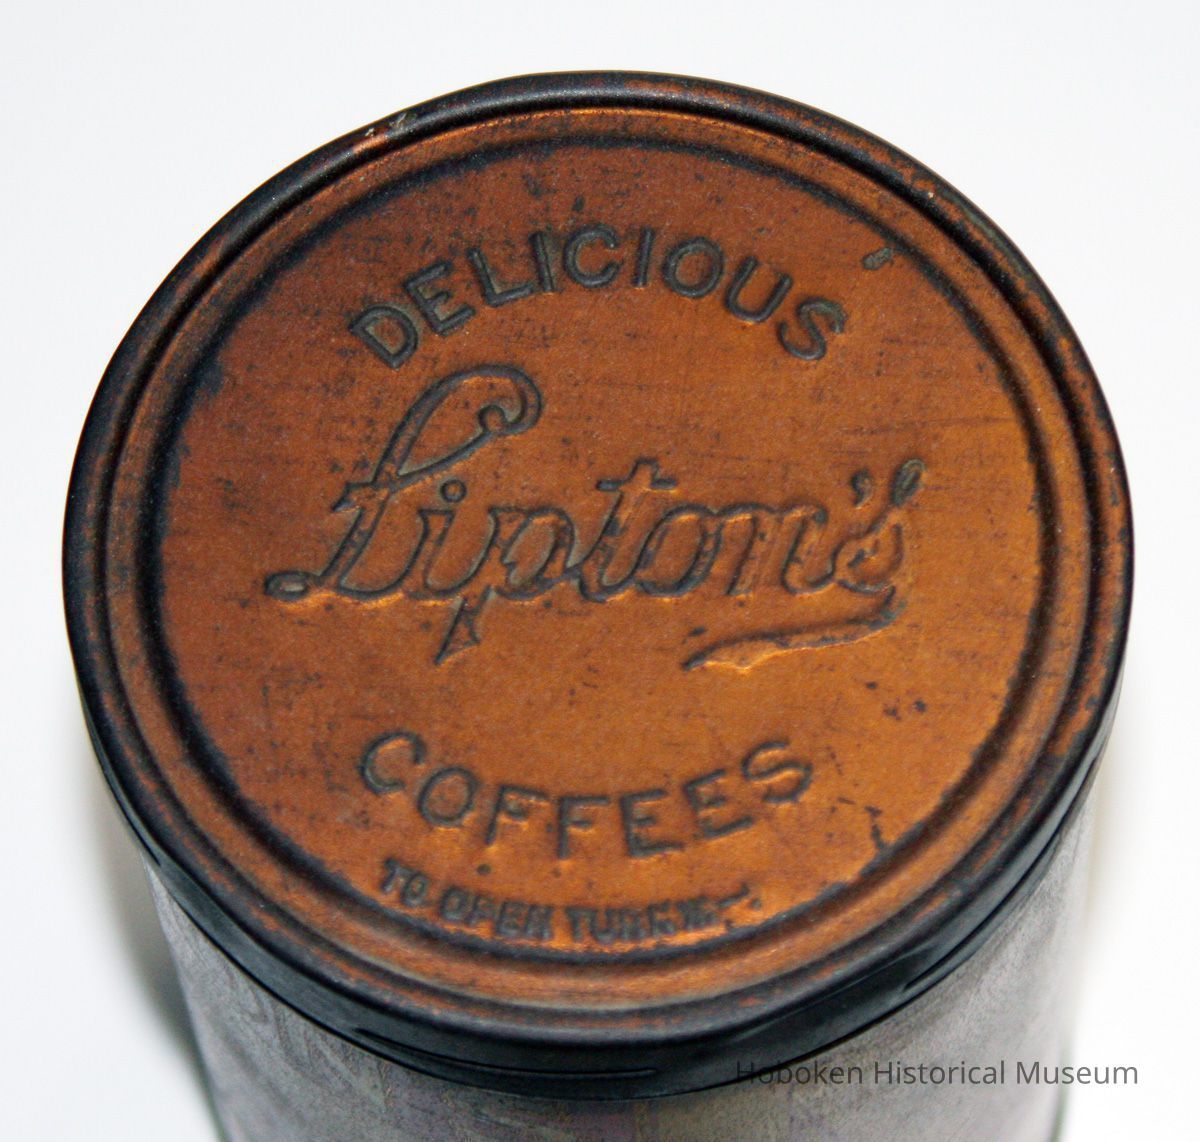 DELICIOUS
Lipton's
COFFEES
TO OPEN TURN
Hoboken Historical Museum